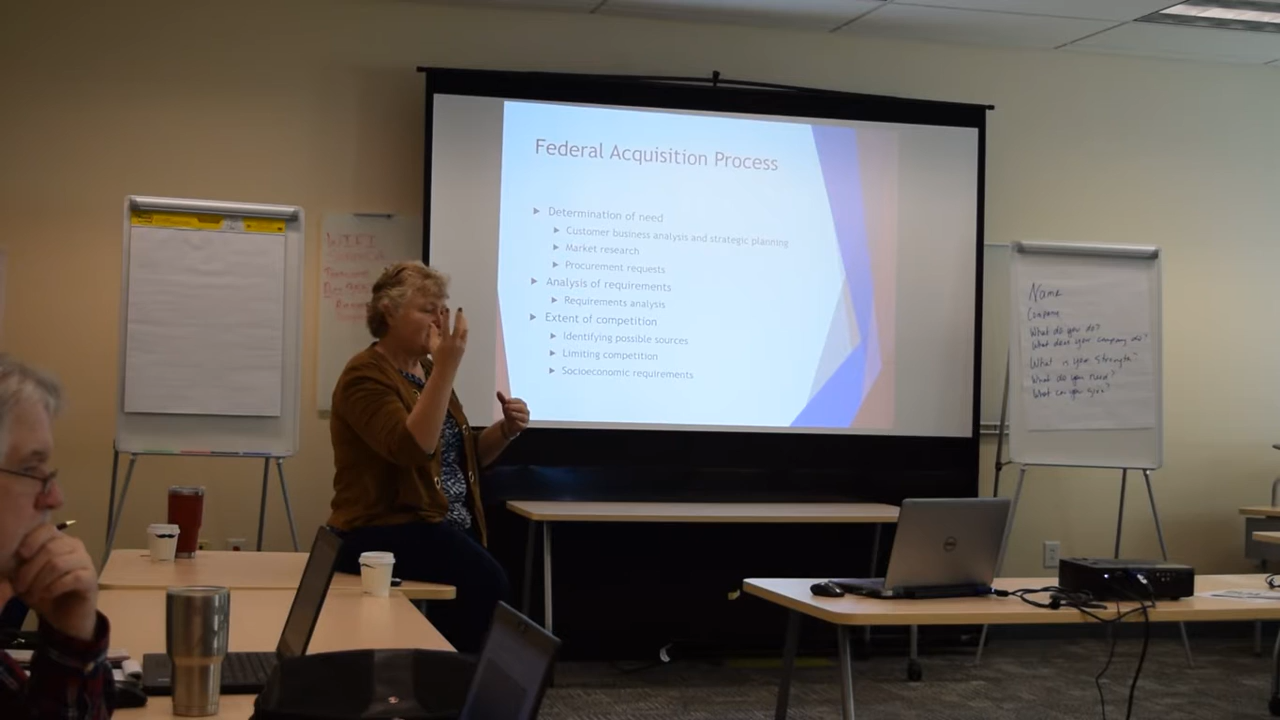 Federal Acquisition Process
Determination of need
Customer business analysis and strategic planning
Market research
Procurement requests
Analysis of requirements
Requirements analysis
Extent of competition
Identifying possible sources
Limiting competition
Socioeconomic requirements
WIFI
Name
Company
What do you do?
What does your company do?
What is your strength?
What do you need?
What can you give?
DELL